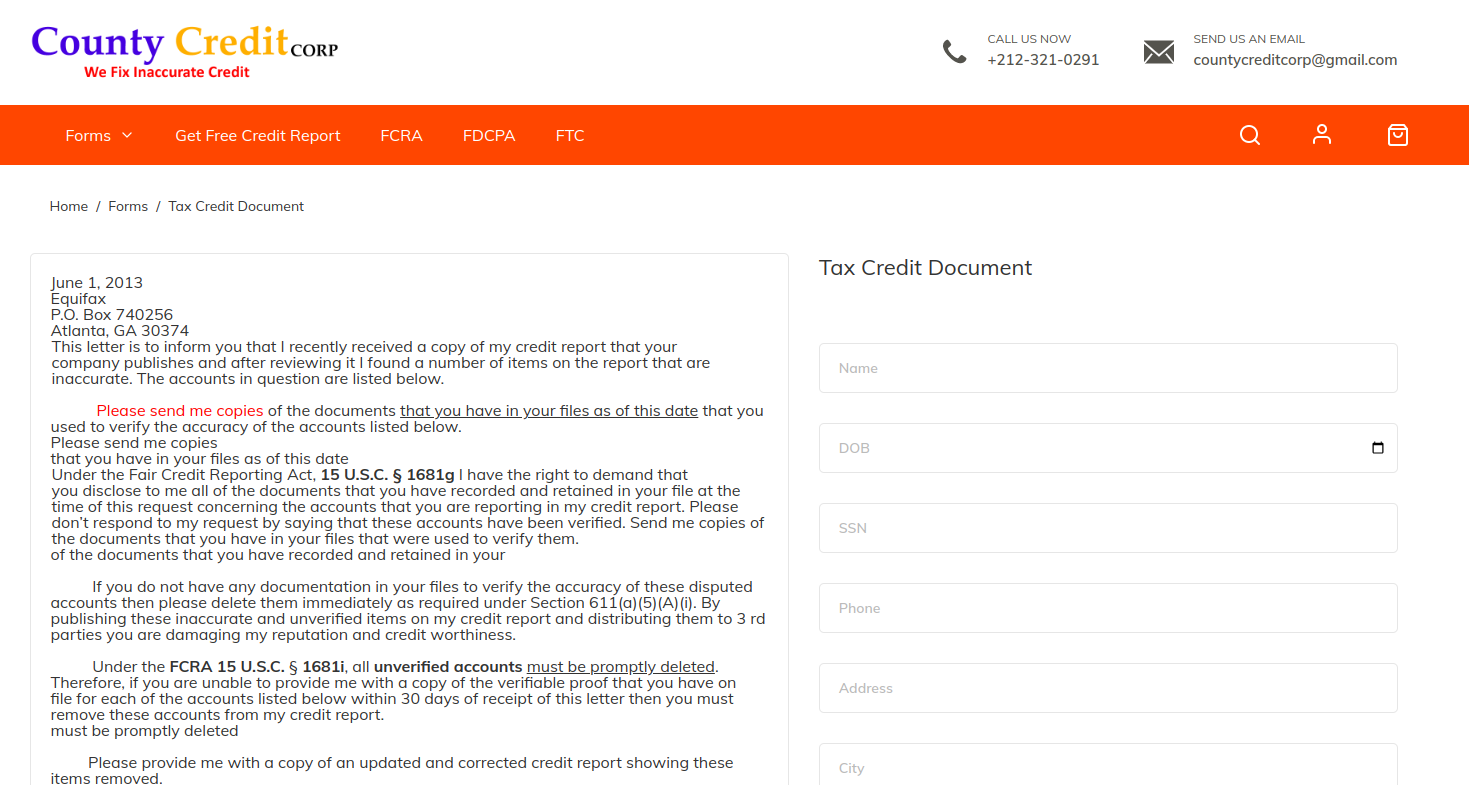 County Credit CORP
We Fix Inaccurate Credit
CALL US NOW
+212-321-0291
SEND US AN EMAIL
countycreditcorp@gmail.com
Forms
Get Free Credit Report
FCRA
FDCPA
FTC
Home / Forms / Tax Credit Document
June 1, 2013
Equifax
P.O. Box 740256
Atlanta, GA 30374
This letter is to inform you that I recently received a copy of my credit report that your
company publishes and after reviewing it I found a number of items on the report that are
inaccurate. The accounts in question are listed below.
Please send me copies of the documents that you have in your files as of this date that you
used to verify the accuracy of the accounts listed below.
Please send me copies
that you have in your files as of this date
Under the Fair Credit Reporting Act, 15 U.S.C. § 1681g I have the right to demand that
you disclose to me all of the documents that you have recorded and retained in your file at the
time of this request concerning the accounts that you are reporting in my credit report. Please
don't respond to my request by saying that these accounts have been verified. Send me copies of
the documents that you have in your files that were used to verify them.
of the documents that you have recorded and retained in your
If you do not have any documentation in your files to verify the accuracy of these disputed
accounts then please delete them immediately as required under Section 611(a)(5)(A)(i). By
publishing these inaccurate and unverified items on my credit report and distributing them to 3 rd
parties you are damaging my reputation and credit worthiness.
Under the FCRA 15 U.S.C. § 1681i, all unverified accounts must be promptly deleted.
Therefore, if you are unable to provide me with a copy of the verifiable proof that you have on
file for each of the accounts listed below within 30 days of receipt of this letter then you must
remove these accounts from my credit report.
must be promptly deleted
Please provide me with a copy of an updated and corrected credit report showing these
items removed.
Tax Credit Document
Name
DOB
SSN
Phone
Address
City